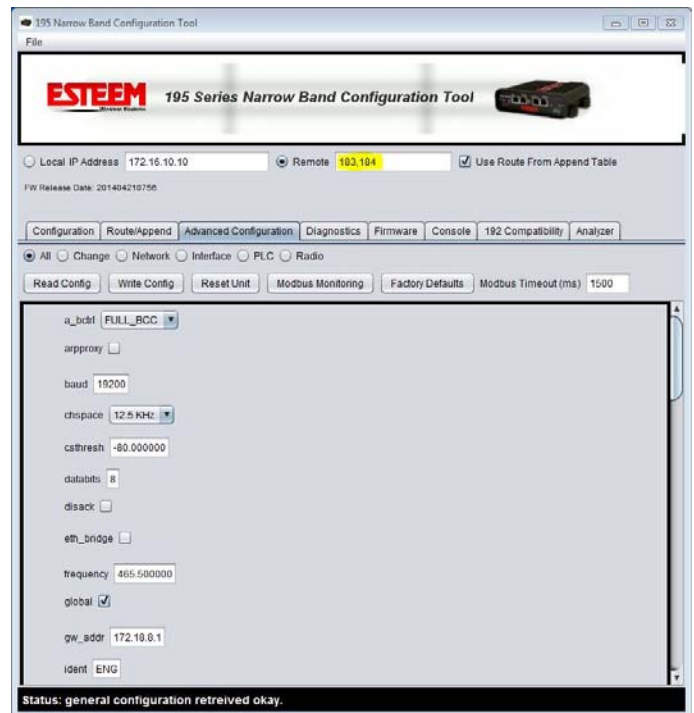 195 Narrow Band Configuration Tool
File
ESTEEM 195 Series Narrow Band Configuration Tool
Local IP Address 172.16.10.10 Remote 183,184 Use Route From Append Table
FW Release Date: 201404210756
Configuration Route/Append Advanced Configuration Diagnostics Firmware Console 192 Compatibility Analyzer
All Change Network Interface PLC Radio
Read Config Write Config Reset Unit Modbus Monitoring Factory Defaults Modbus Timeout (ms) 1500
a_bctrl FULL_BCC
arpproxy
baud 19200
chspace 12.5 KHz
csthresh -80.000000
databits 8
disack
eth_bridge
frequency 465.500000
global
gw_addr 172.18.8.1
ident ENG
Status: general configuration retreived okay.